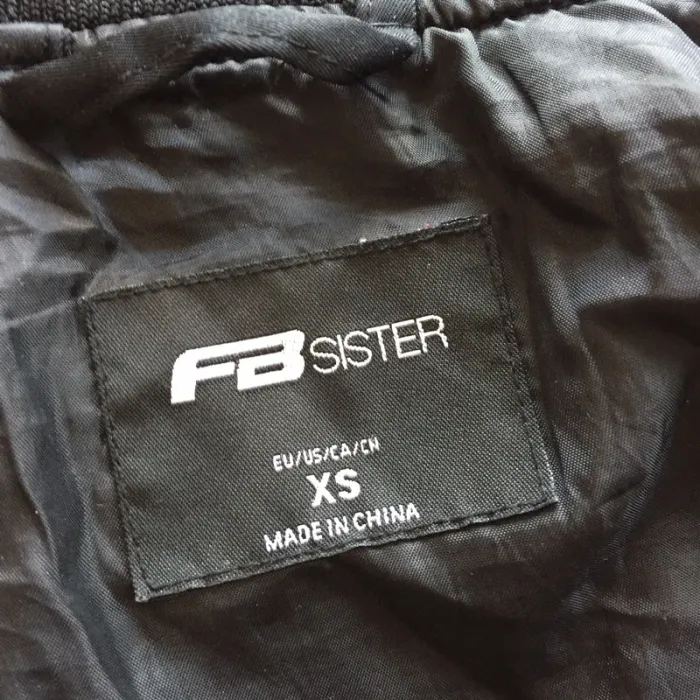 FB SISTER
EU/US/CA/CN
XS
MADE IN CHINA